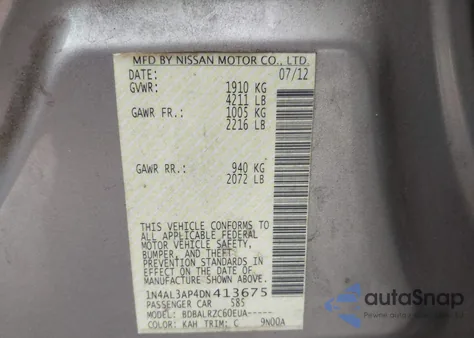 MFD BY NISSAN MOTOR CO., LTD.
DATE: 07/12
GVWR: 1910 KG
4211 LB
GAWR FR.: 1005 KG
2216 LB
GAWR RR.: 940 KG
2072 LB
THIS VEHICLE CONFORMS TO
ALL APPLICABLE FEDERAL
MOTOR VEHICLE SAFETY,
BUMPER, AND THEFT
PREVENTION STANDARDS IN
EFFECT ON THE DATE OF
MANUFACTURE SHOWN ABOVE.
1N4AL3AP4DN413675
PASSENGER CAR S85
MODEL: BDBALRZC60EUA-----
COLOR: KAH TRIM: C 9N00A
autoSnap